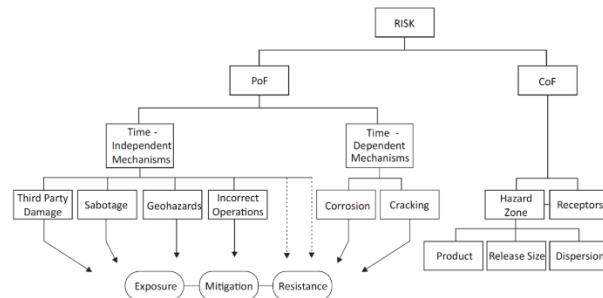 RISK
PoF
CoF
Time -
Independent
Mechanisms
Time -
Dependent
Mechanisms
Third Party
Damage
Sabotage
Geohazards
Incorrect
Operations
Corrosion
Cracking
Hazard
Zone
Receptors
Product
Release Size
Dispersion
Exposure
Mitigation
Resistance